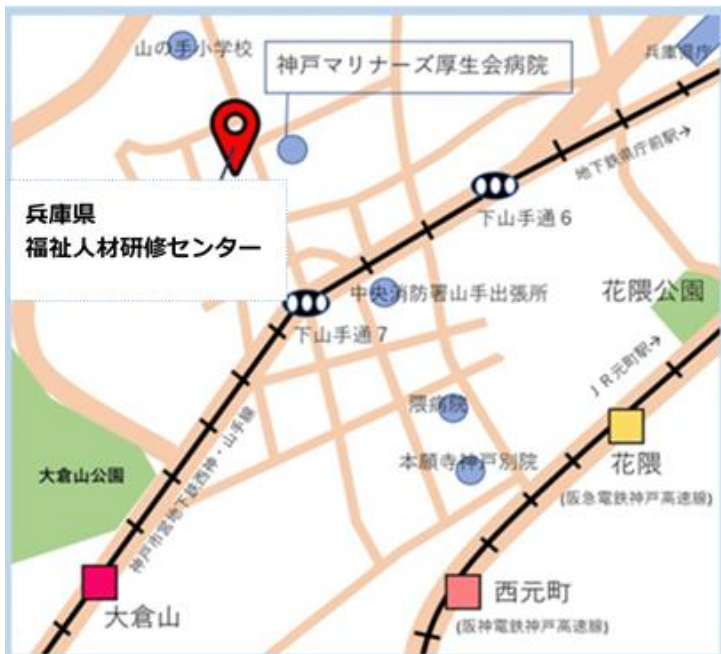 山の手小学校
神戸マリナーズ厚生会病院
兵庫県庁
地下鉄県庁前駅→
下山手通6
兵庫県
福祉人材研修センター
中央消防署山手出張所
花隈公園
下山手通7
JR元町駅→
隈病院
花隈
(阪急電鉄神戸高速線)
本願寺神戸別院
大倉山公園
神戸市営地下鉄西神・山手線
大倉山
西元町
(阪神電鉄神戸高速線)